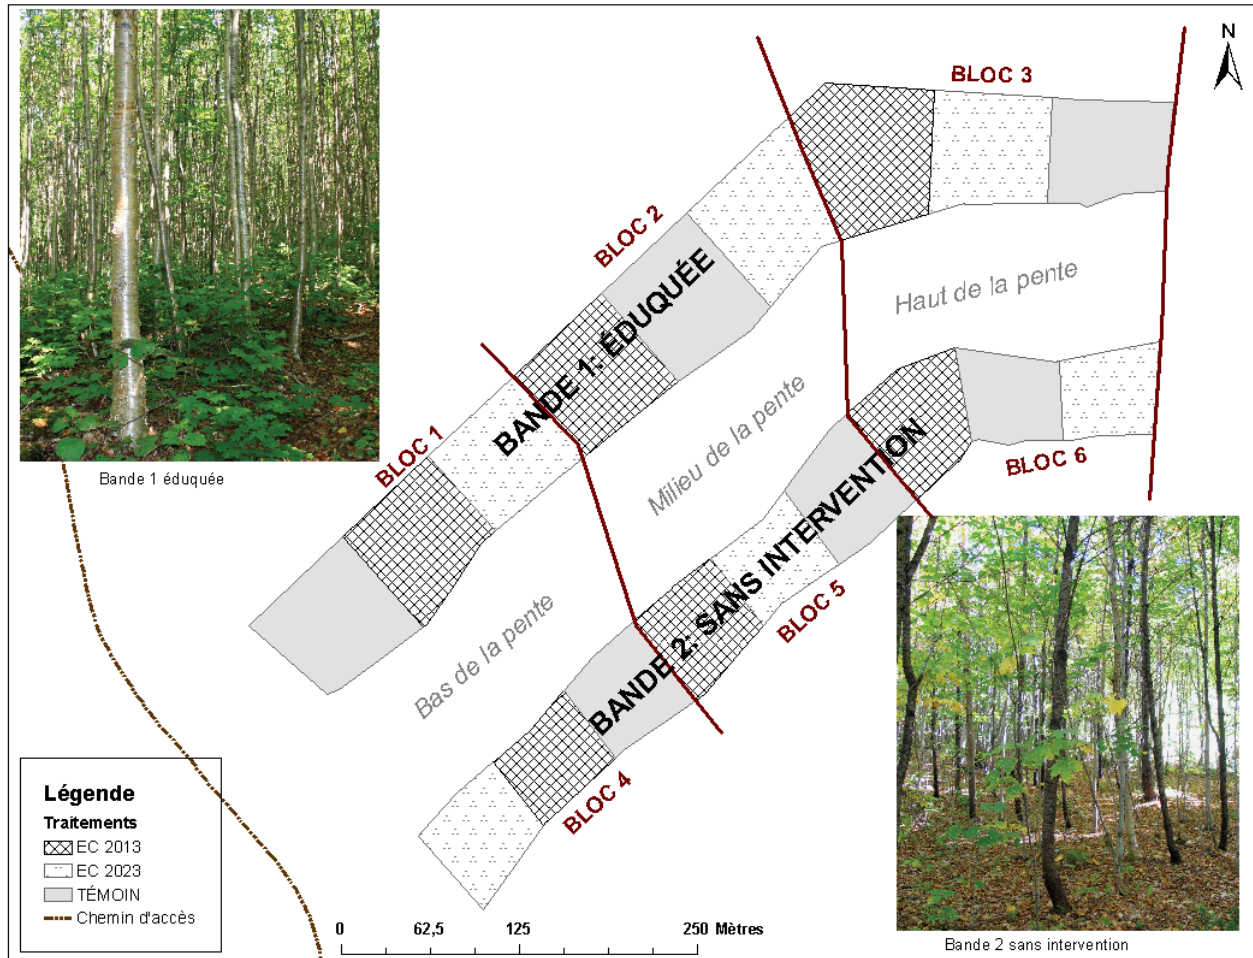 N
BLOC 3
BLOC 2
BANDE 1: ÉDUQUÉE
Haut de la pente
BLOC 1
Milieu de la pente
BLOC 6
Bande 1 éduquée
BANDE 2: SANS INTERVENTION
BLOC 5
Bas de la pente
BLOC 4
Légende
Traitements
EC 2013
EC 2023
TÉMOIN
Chemin d'accès
0 62,5 125 250 Mètres
Bande 2 sans intervention